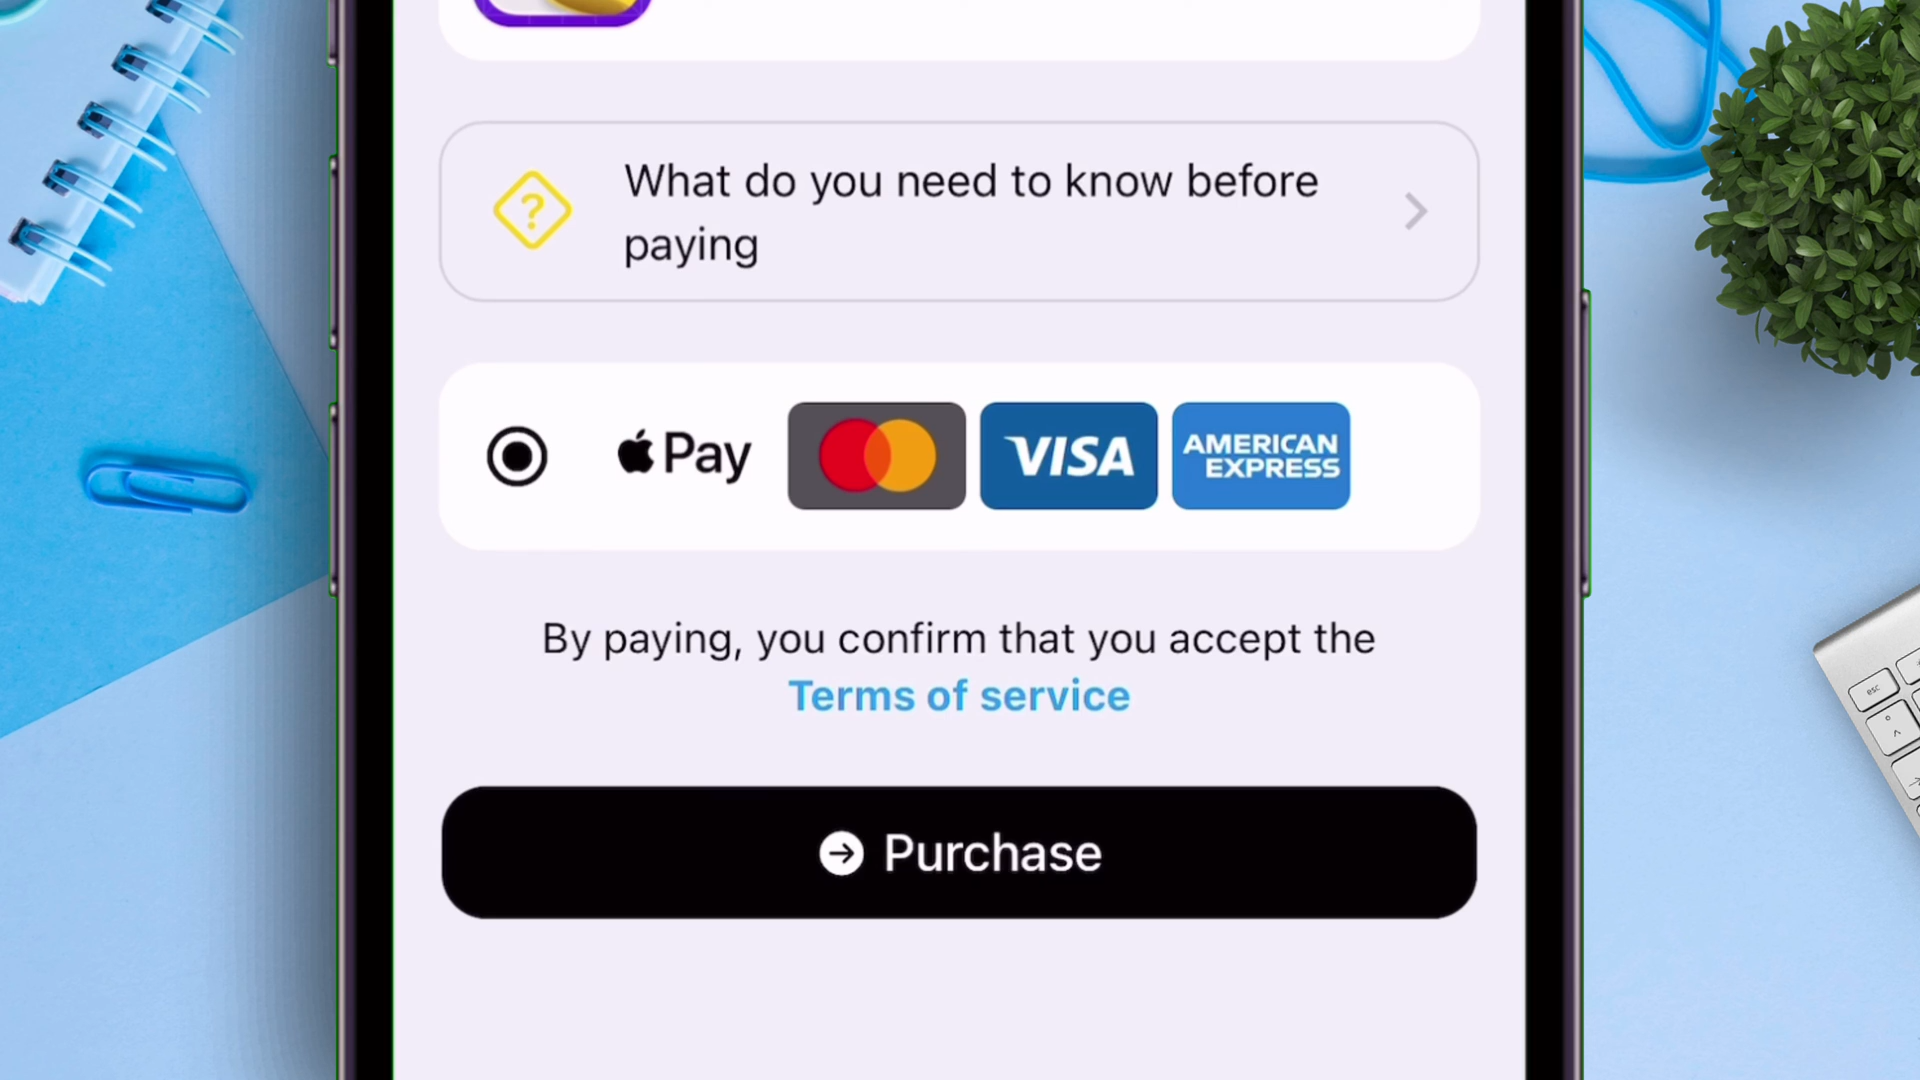 What do you need to know before
paying
Pay
VISA
AMERICAN
EXPRESS
By paying, you confirm that you accept the
Terms of service
Purchase
esc